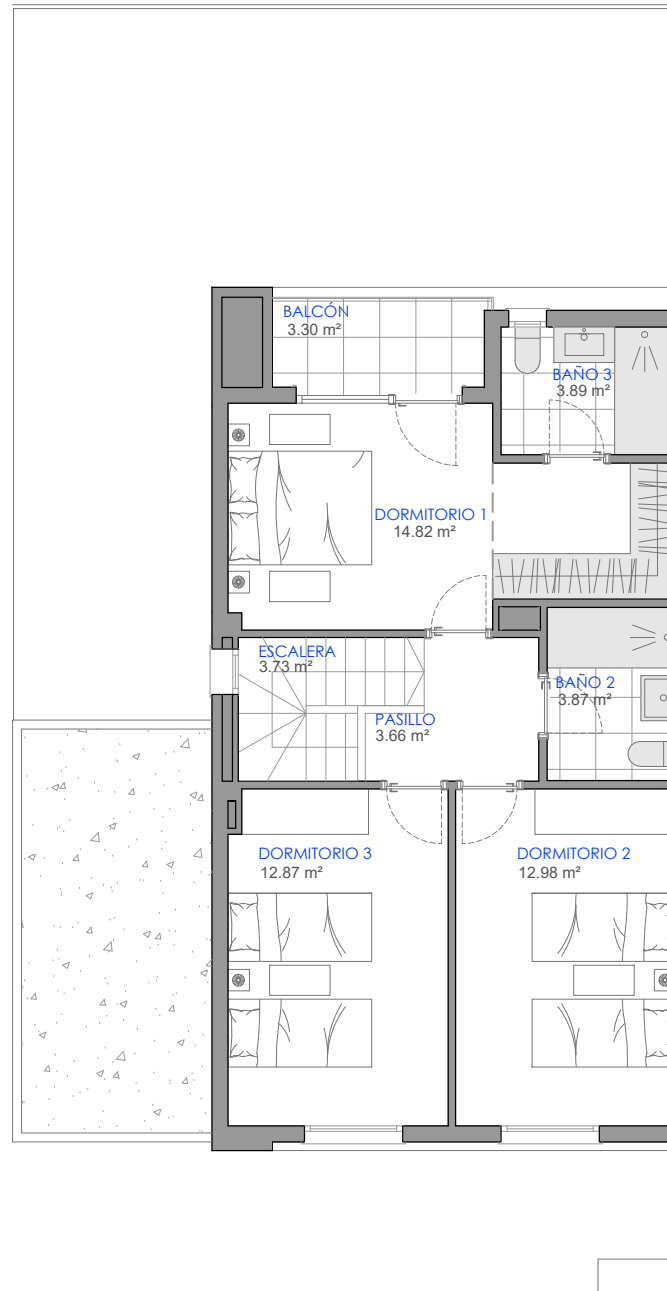 BALCÓN
3.30 m²
BAÑO 3
3.89 m²
DORMITORIO 1
14.82 m²
ESCALERA
3.73 m²
BAÑO 2
3.87 m²
PASILLO
3.66 m²
DORMITORIO 3
12.87 m²
DORMITORIO 2
12.98 m²